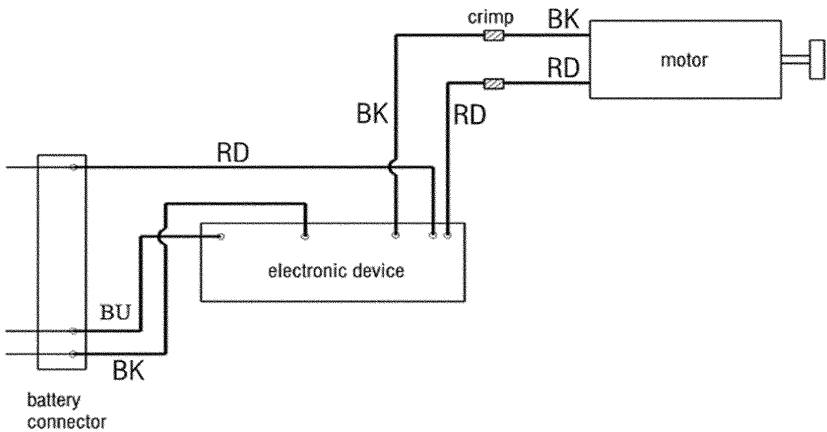 crimp
BK
motor
RD
BK
RD
RD
electronic device
BU
BK
battery
connector